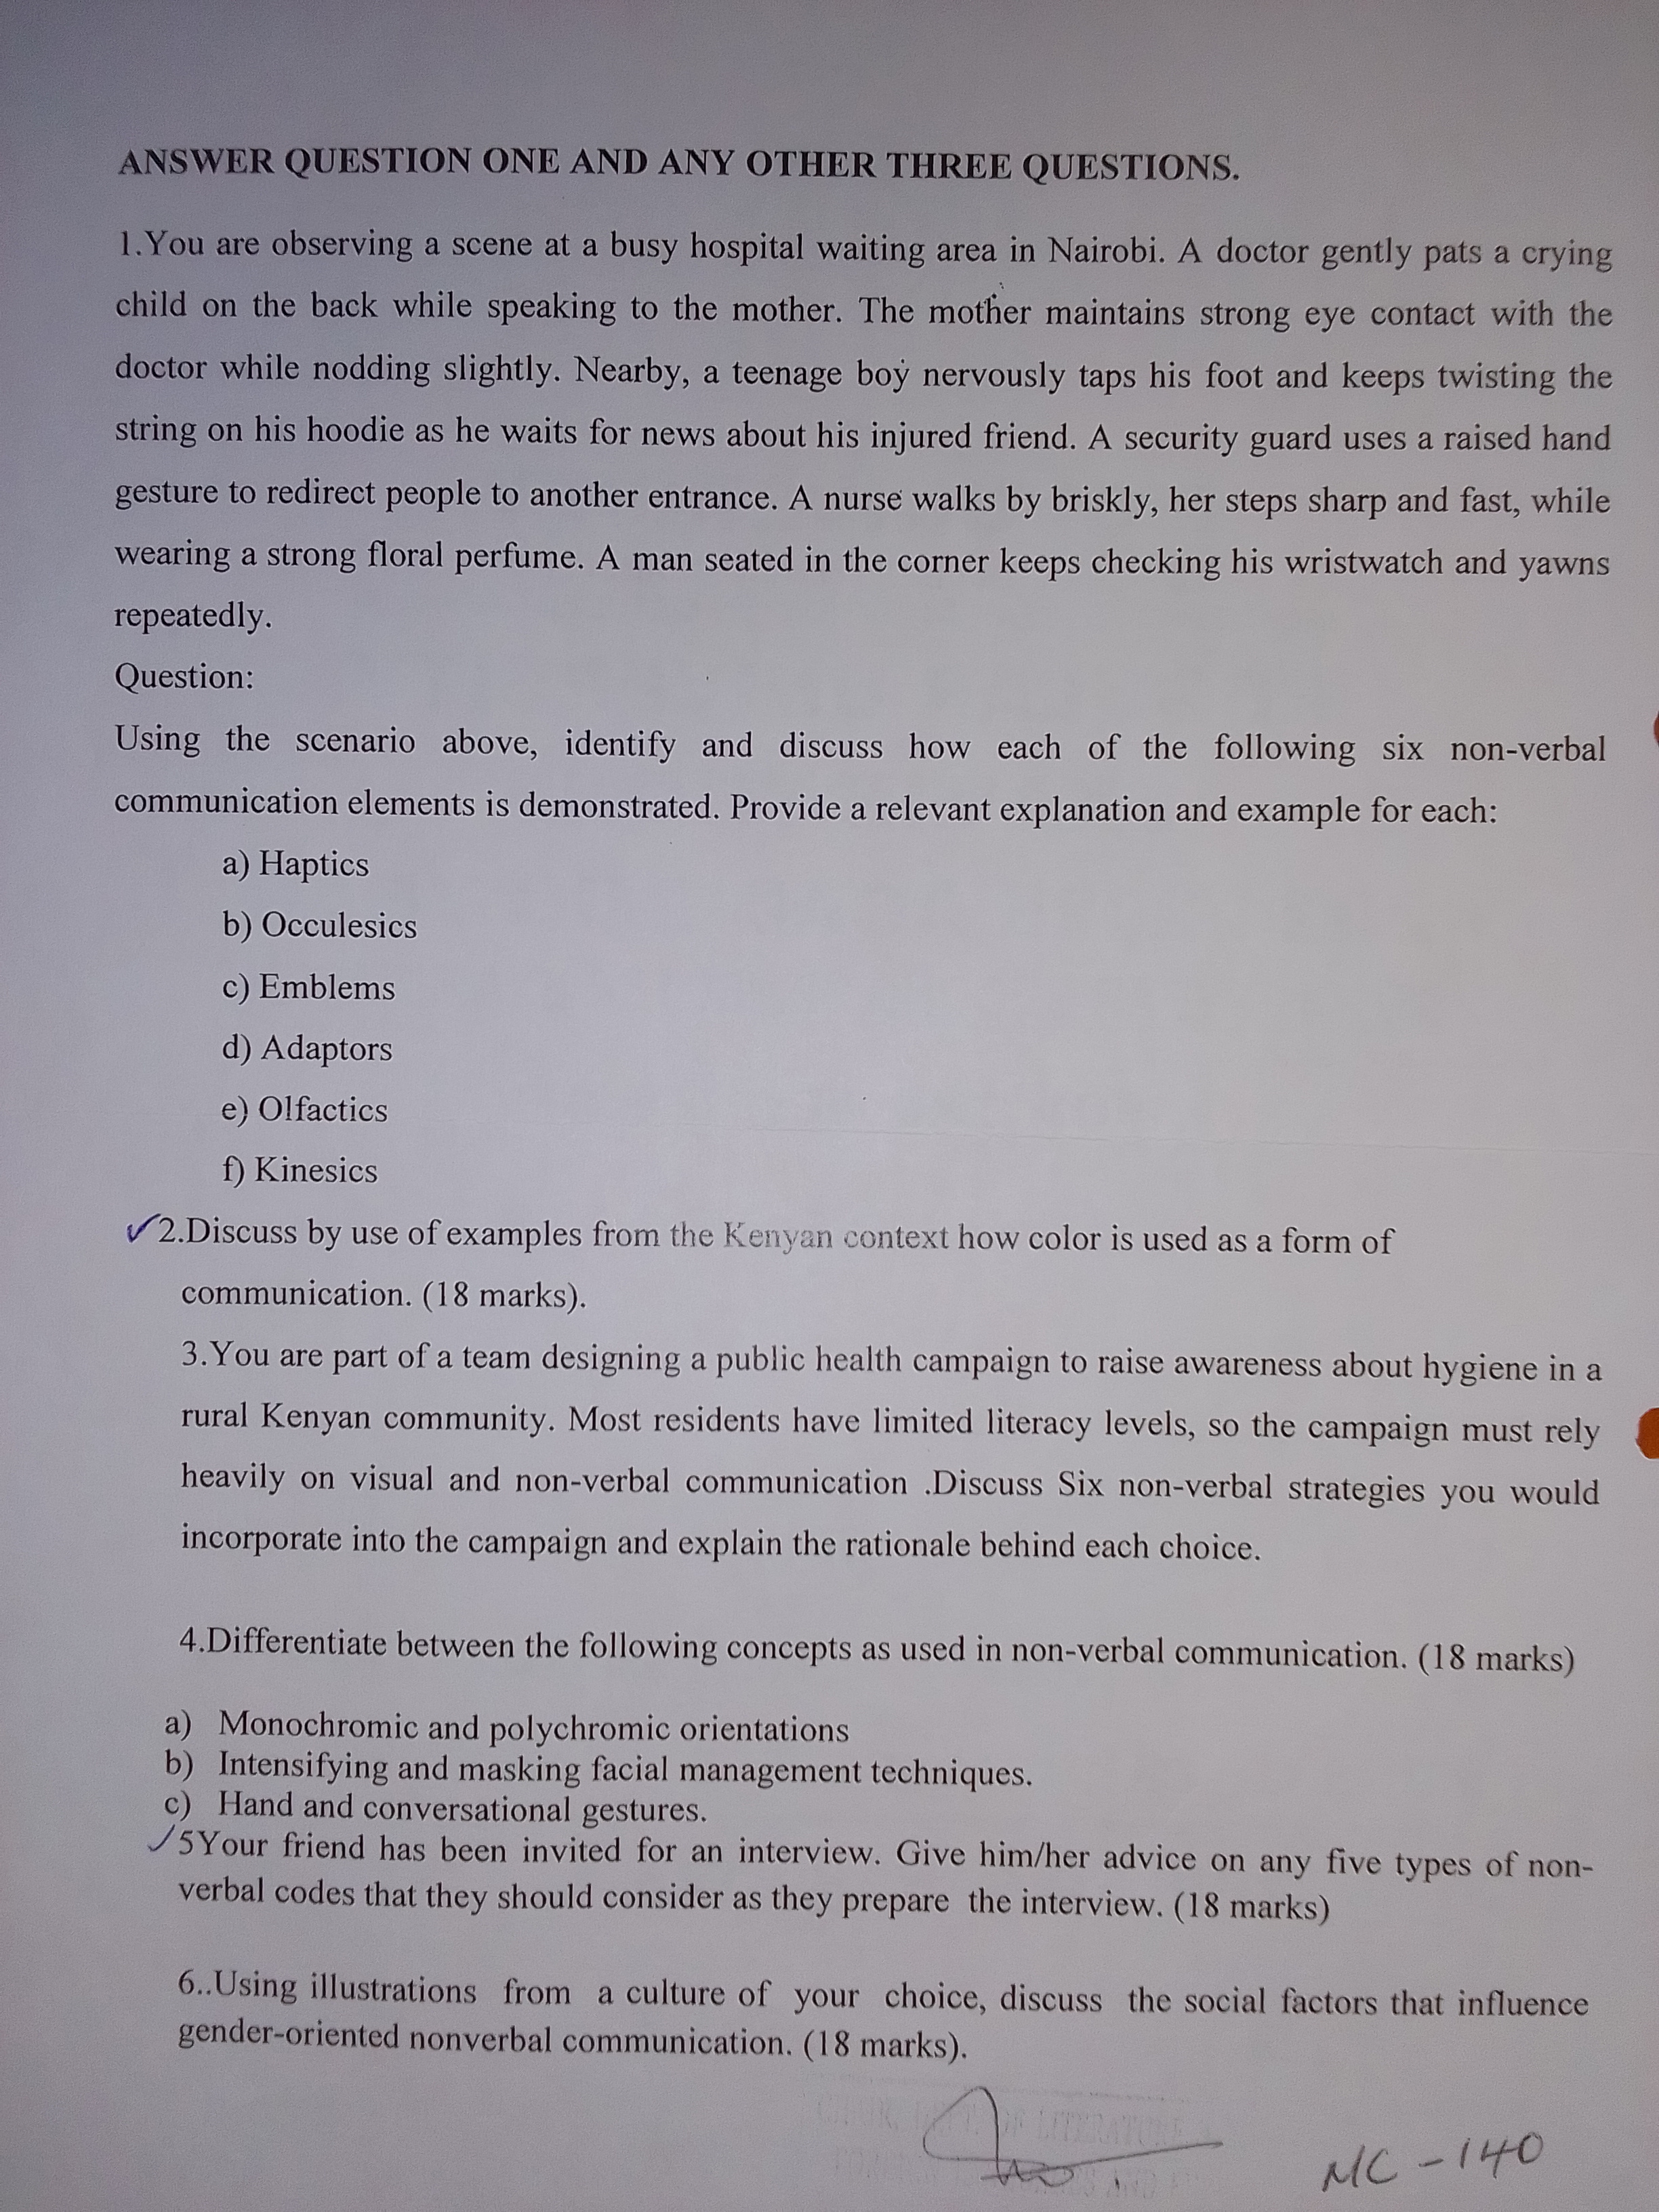 ANSWER QUESTION ONE AND ANY OTHER THREE QUESTIONS.
1.You are observing a scene at a busy hospital waiting area in Nairobi. A doctor gently pats a crying
child on the back while speaking to the mother. The mother maintains strong eye contact with the
doctor while nodding slightly. Nearby, a teenage boy nervously taps his foot and keeps twisting the
string on his hoodie as he waits for news about his injured friend. A security guard uses a raised hand
gesture to redirect people to another entrance. A nurse walks by briskly, her steps sharp and fast, while
wearing a strong floral perfume. A man seated in the corner keeps checking his wristwatch and yawns
repeatedly.
Question:
Using the scenario above, identify and discuss how each of the following six non-verbal
communication elements is demonstrated. Provide a relevant explanation and example for each:
a) Haptics
b) Occulesics
c) Emblems
d) Adaptors
e) Olfactics
f) Kinesics
2.Discuss by use of examples from the Kenyan context how color is used as a form of
communication. (18 marks).
3.You are part of a team designing a public health campaign to raise awareness about hygiene in a
rural Kenyan community. Most residents have limited literacy levels, so the campaign must rely
heavily on visual and non-verbal communication .Discuss Six non-verbal strategies you would
incorporate into the campaign and explain the rationale behind each choice.
4.Differentiate between the following concepts as used in non-verbal communication. (18 marks)
a) Monochromic and polychromic orientations
b) Intensifying and masking facial management techniques.
c) Hand and conversational gestures.
5Your friend has been invited for an interview. Give him/her advice on any five types of non-
verbal codes that they should consider as they prepare the interview. (18 marks)
6..Using illustrations from a culture of your choice, discuss the social factors that influence
gender-oriented nonverbal communication. (18 marks).
OF LITERATURE
NC - 140